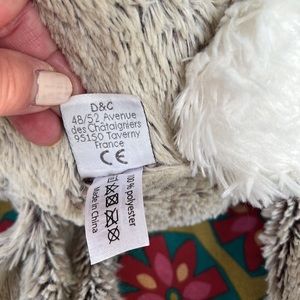 D&C
48/52 Avenue
des Châtaigniers
95150 Taverny
France
CE
100 % polyester
Made in China